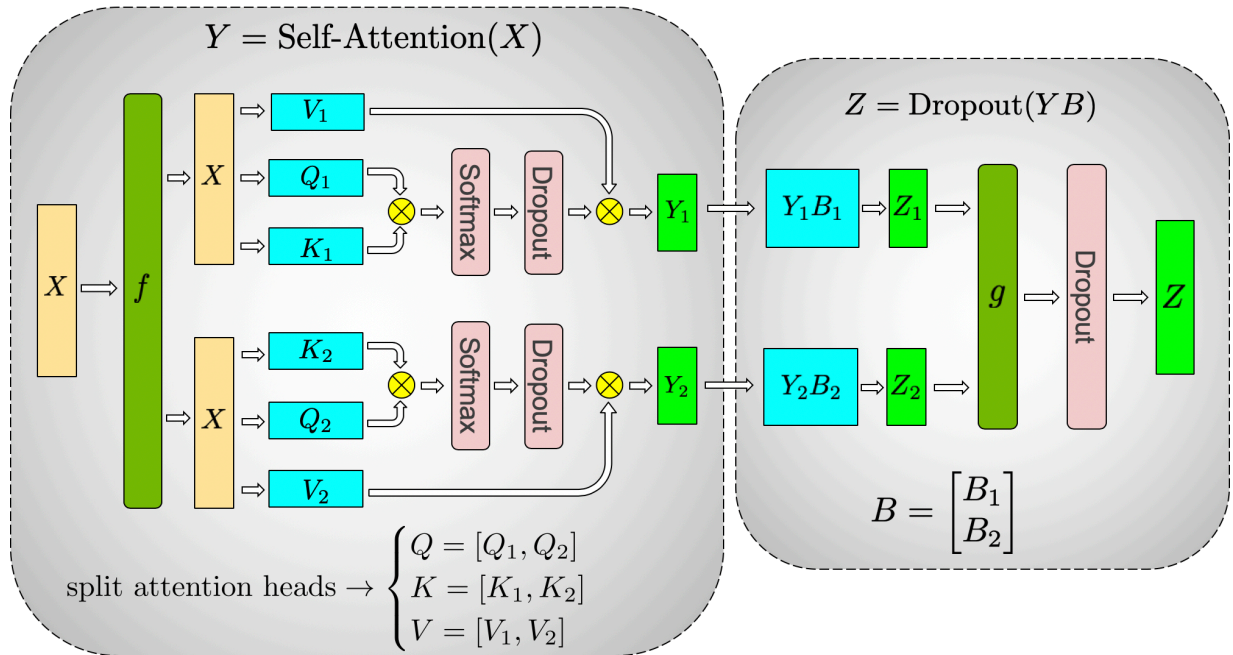 Y = Self-Attention(X)
X
f
X
V₁
Q₁
K₁
Softmax
Dropout
Y₁
X
K₂
Q₂
V₂
Softmax
Dropout
Y₂
split attention heads → { Q = [Q₁, Q₂]
K = [K₁, K₂]
V = [V₁, V₂]
Z = Dropout(Y B)
Y₁B₁
Z₁
Y₂B₂
Z₂
g
Dropout
Z
B = [B₁
B₂]